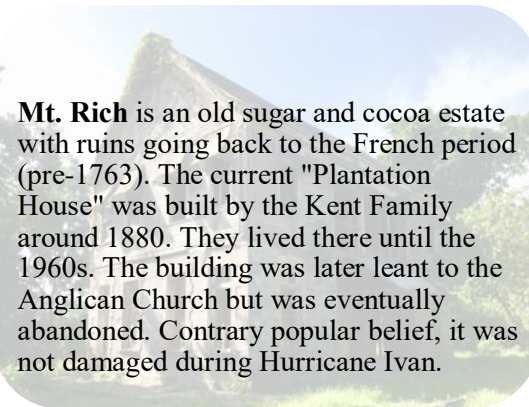 Mt. Rich is an old sugar and cocoa estate
with ruins going back to the French period
(pre-1763). The current "Plantation
House" was built by the Kent Family
around 1880. They lived there until the
1960s. The building was later leant to the
Anglican Church but was eventually
abandoned. Contrary popular belief, it was
not damaged during Hurricane Ivan.